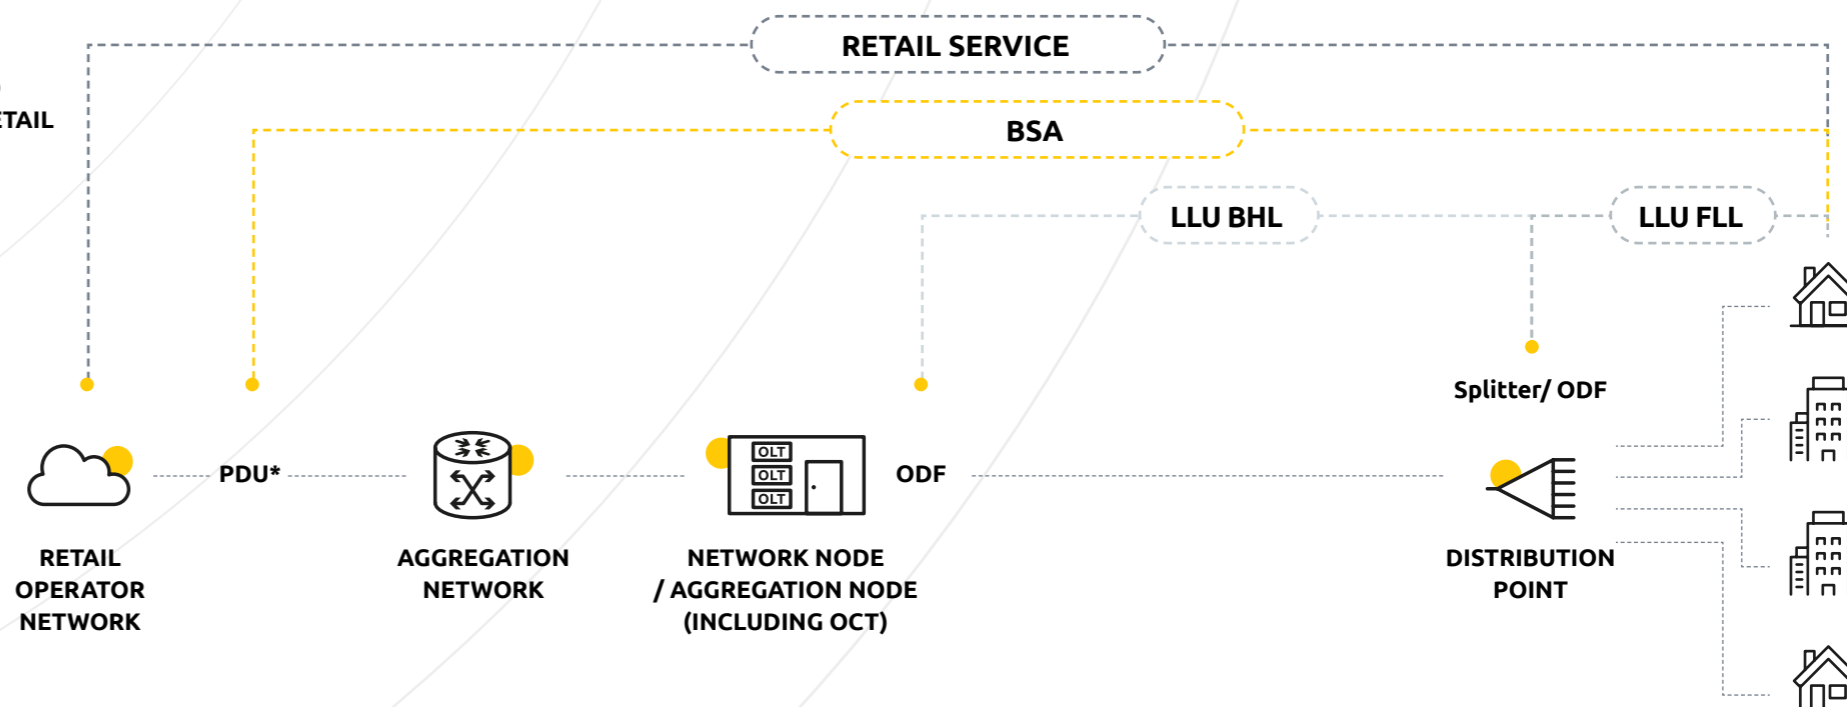 RETAIL SERVICE
ETAIL
BSA
LLU BHL
LLU FLL
Splitter/ ODF
OLT
OLT
OLT
PDU*
ODF
RETAIL
OPERATOR
NETWORK
AGGREGATION
NETWORK
NETWORK NODE
/ AGGREGATION NODE
(INCLUDING OCT)
DISTRIBUTION
POINT